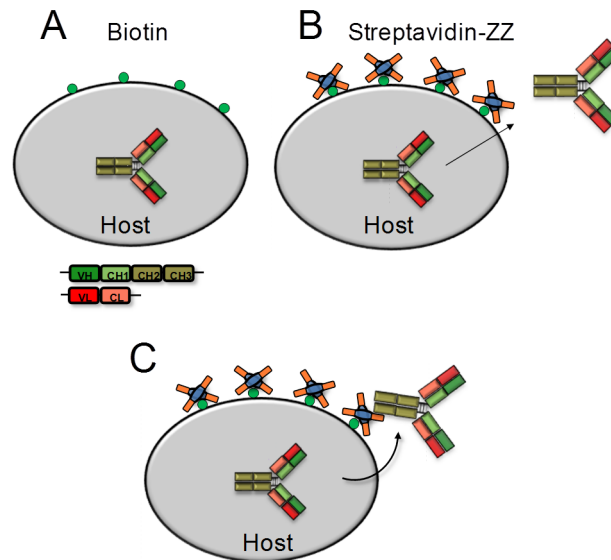 A
Biotin
Host
VH CH1 CH2 CH3
VL CL
B
Streptavidin-ZZ
Host
C
Host